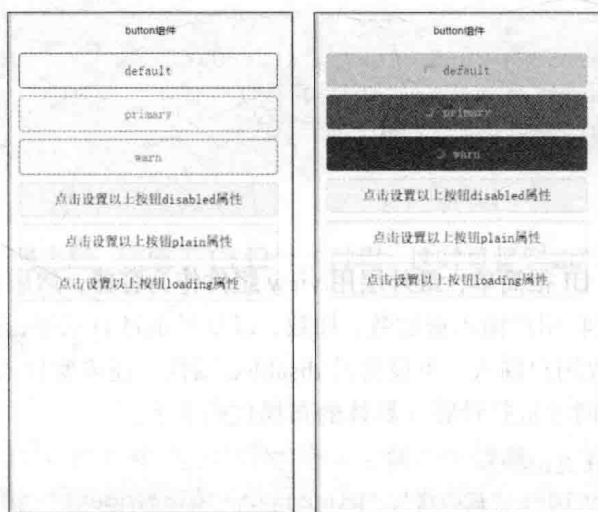 button组件
default
primary
warn
点击设置以上按钮disabled属性
点击设置以上按钮plain属性
点击设置以上按钮loading属性
button组件
default
primary
warn
点击设置以上按钮disabled属性
点击设置以上按钮plain属性
点击设置以上按钮loading属性